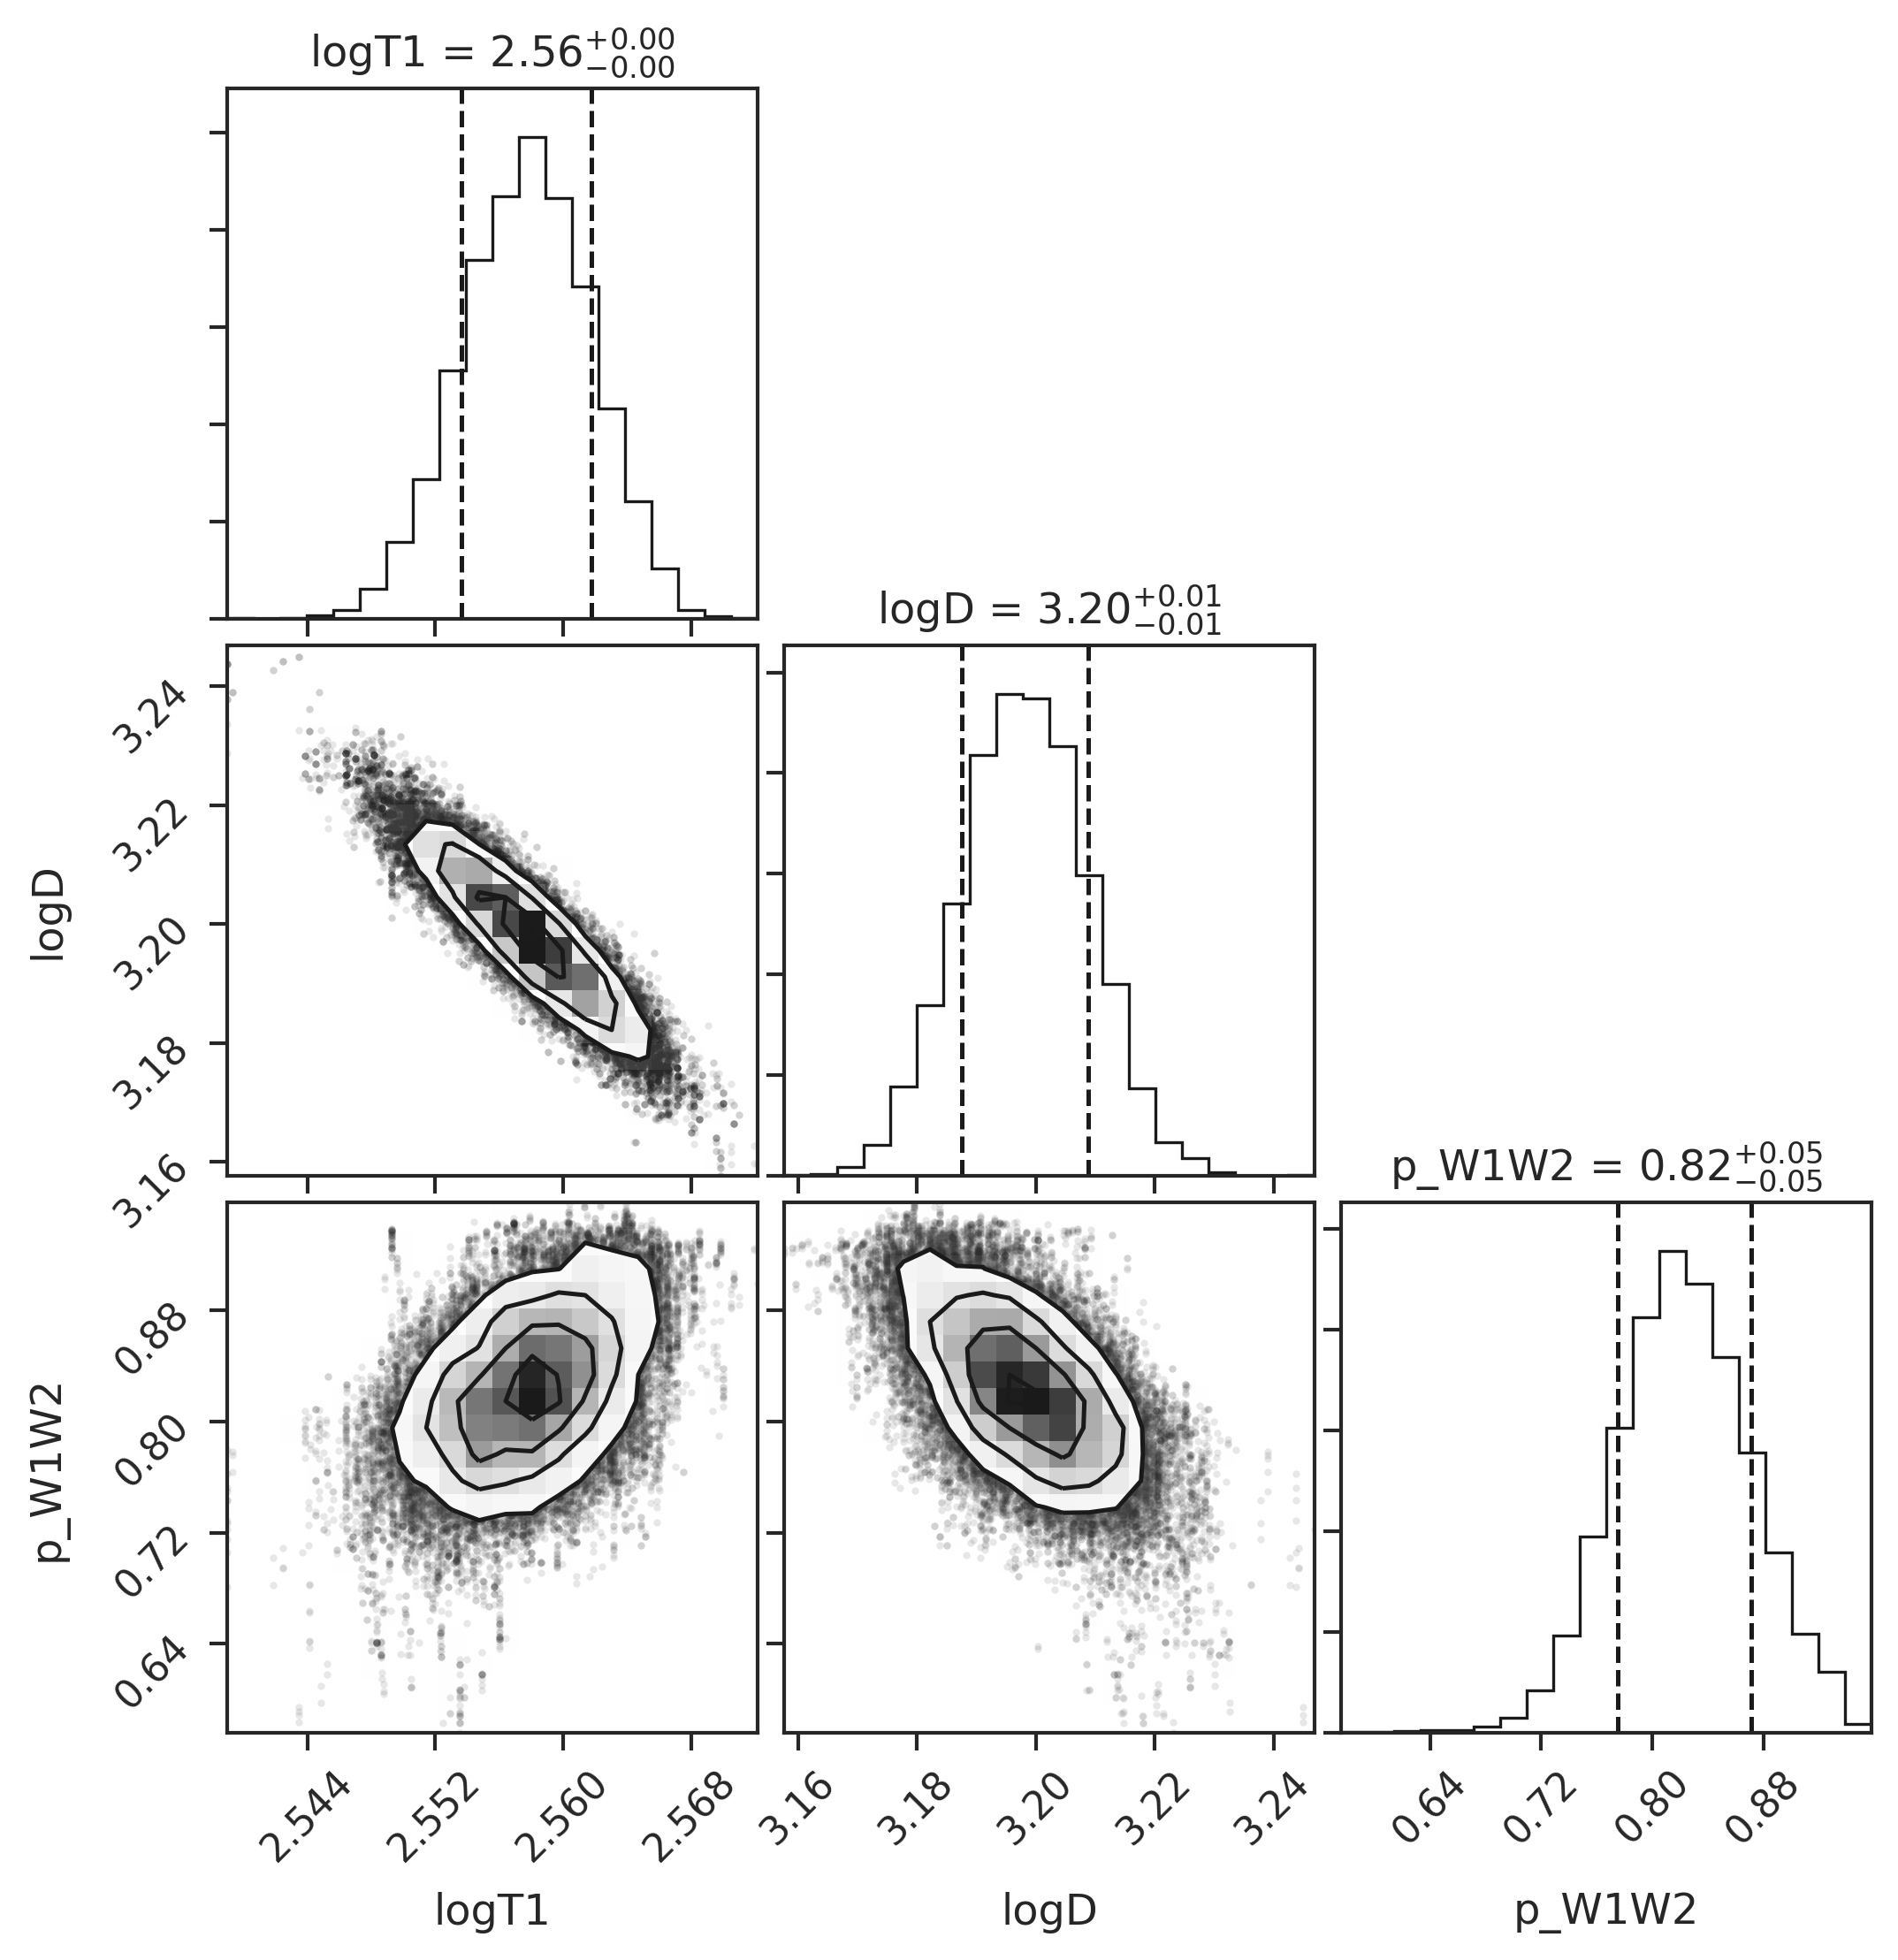 logT1 = 2.56+0.00 −0.00
logD = 3.20+0.01 −0.01
p_W1W2 = 0.82+0.05 −0.05
logD
3.24
3.22
3.20
3.18
3.16
p_W1W2
0.88
0.80
0.72
0.64
2.544 2.552 2.560 2.568
3.16 3.18 3.20 3.22 3.24
0.64 0.72 0.80 0.88
logT1 logD p_W1W2